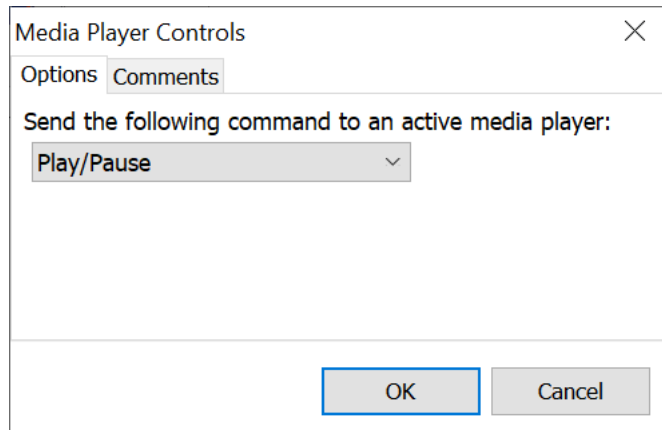 Media Player Controls
Options Comments
Send the following command to an active media player:
Play/Pause
OK Cancel